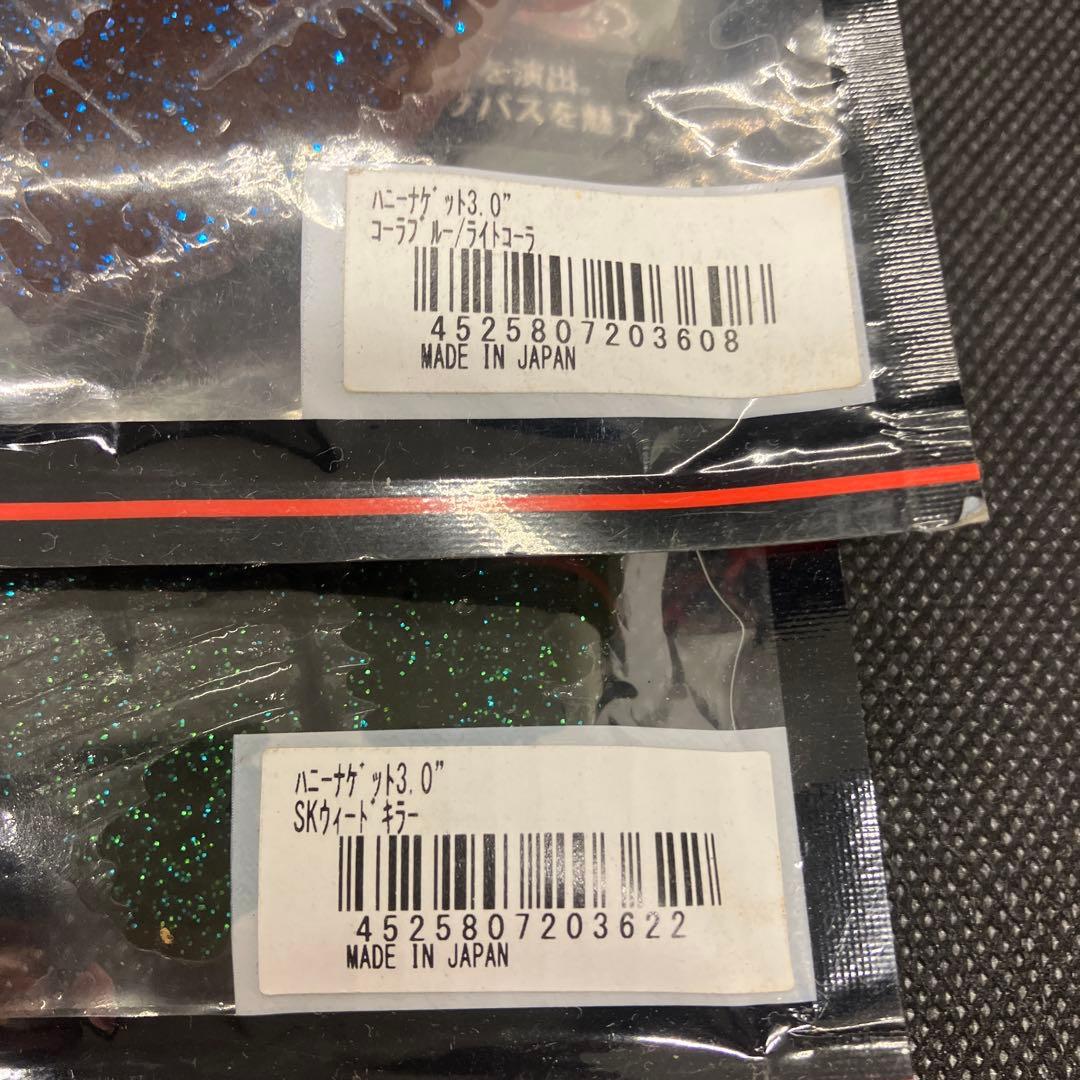 を演出。
バスを魅了
ﾊﾆｰﾅｹﾞｯﾄ3.0"
ｺｰﾗﾌﾞﾙｰ/ﾗｲﾄｺｰﾗ
4525807203608
MADE IN JAPAN
ﾊﾆｰﾅｹﾞｯﾄ3.0"
SKｳｨｰﾄﾞｷﾗｰ
4525807203622
MADE IN JAPAN